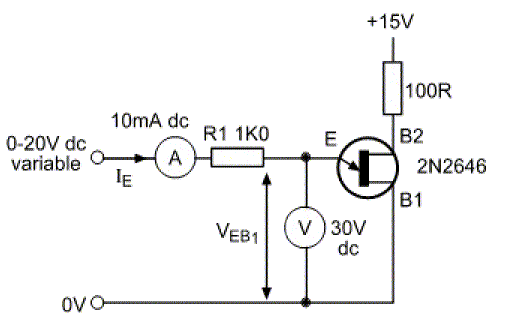 +15V
100R
10mA dc
R1 1K0
0-20V dc
variable
A
IE
E
B2
2N2646
B1
VEB1
V
30V
dc
0V